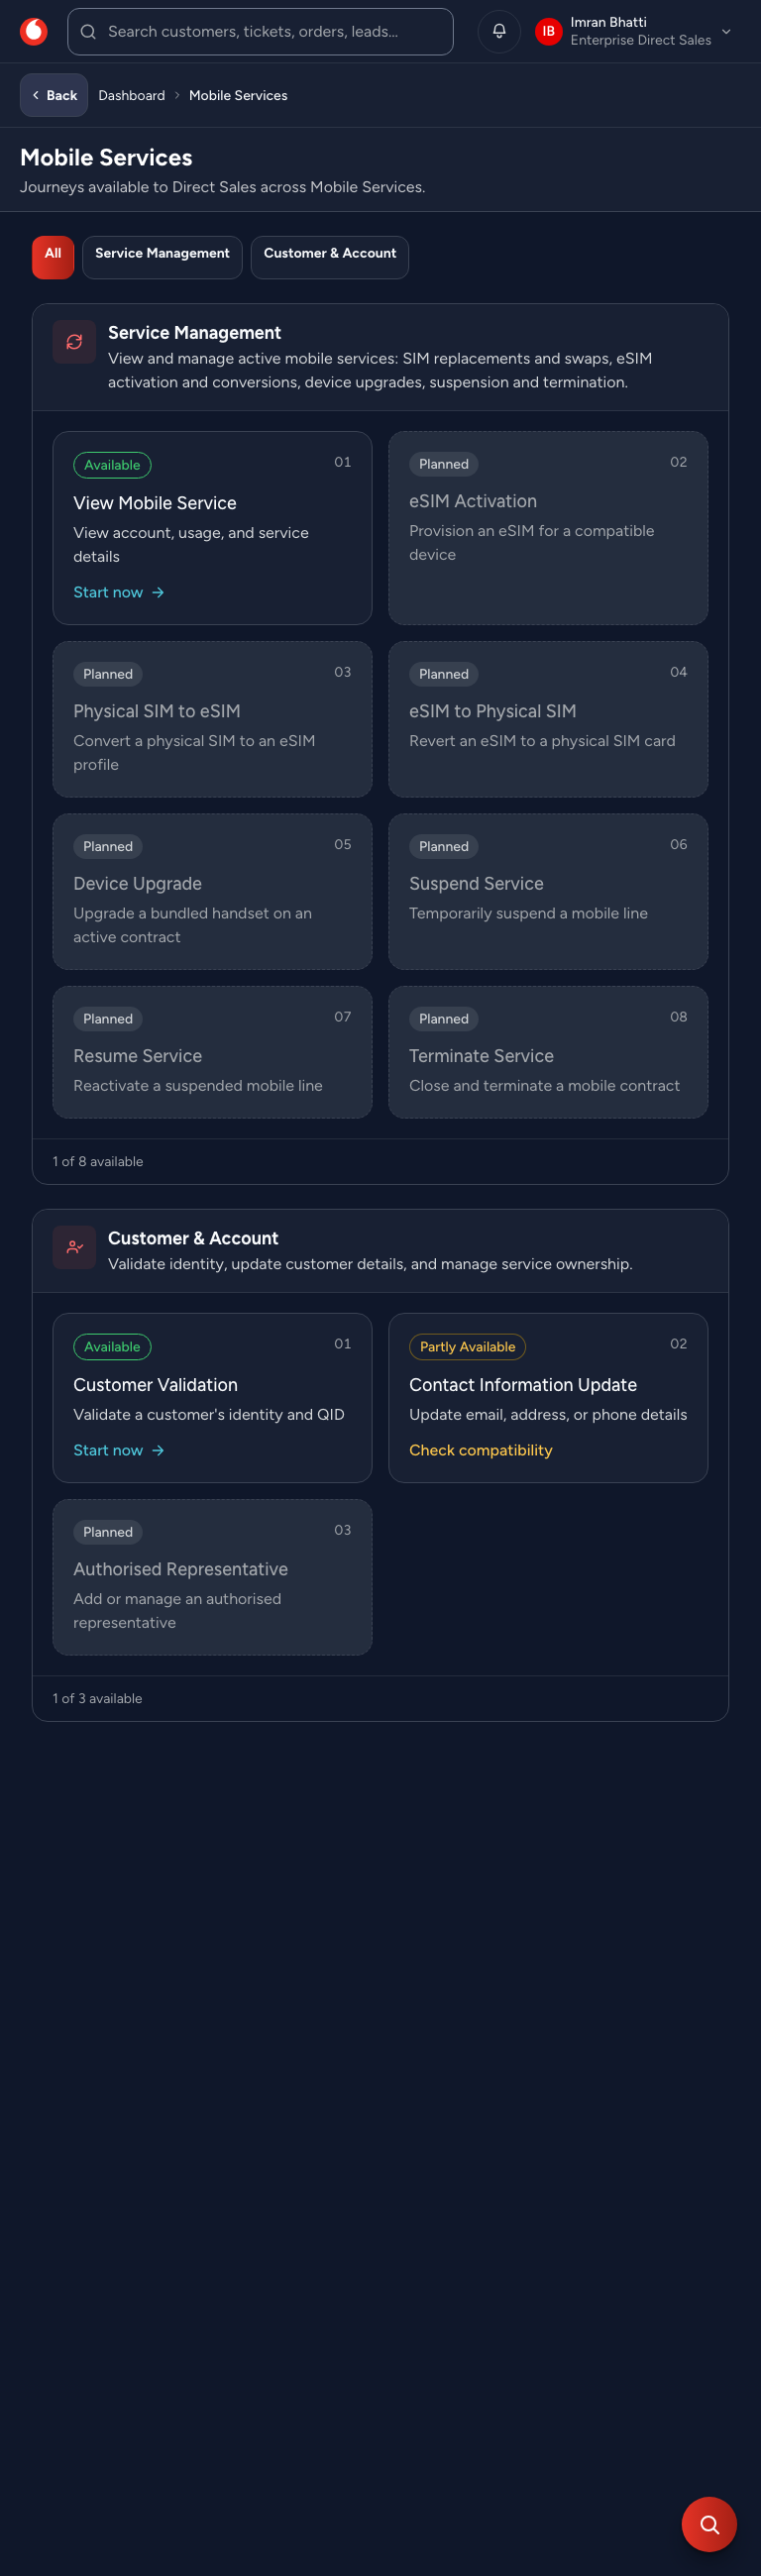 Search customers, tickets, orders, leads...
IB
Imran Bhatti
Enterprise Direct Sales
Back
Dashboard
Mobile Services
Mobile Services
Journeys available to Direct Sales across Mobile Services.
All
Service Management
Customer & Account
Service Management
View and manage active mobile services: SIM replacements and swaps, eSIM
activation and conversions, device upgrades, suspension and termination.
Available
01
View Mobile Service
View account, usage, and service
details
Start now
Planned
02
eSIM Activation
Provision an eSIM for a compatible
device
Planned
03
Physical SIM to eSIM
Convert a physical SIM to an eSIM
profile
Planned
04
eSIM to Physical SIM
Revert an eSIM to a physical SIM card
Planned
05
Device Upgrade
Upgrade a bundled handset on an
active contract
Planned
06
Suspend Service
Temporarily suspend a mobile line
Planned
07
Resume Service
Reactivate a suspended mobile line
Planned
08
Terminate Service
Close and terminate a mobile contract
1 of 8 available
Customer & Account
Validate identity, update customer details, and manage service ownership.
Available
01
Customer Validation
Validate a customer's identity and QID
Start now
Partly Available
02
Contact Information Update
Update email, address, or phone details
Check compatibility
Planned
03
Authorised Representative
Add or manage an authorised
representative
1 of 3 available